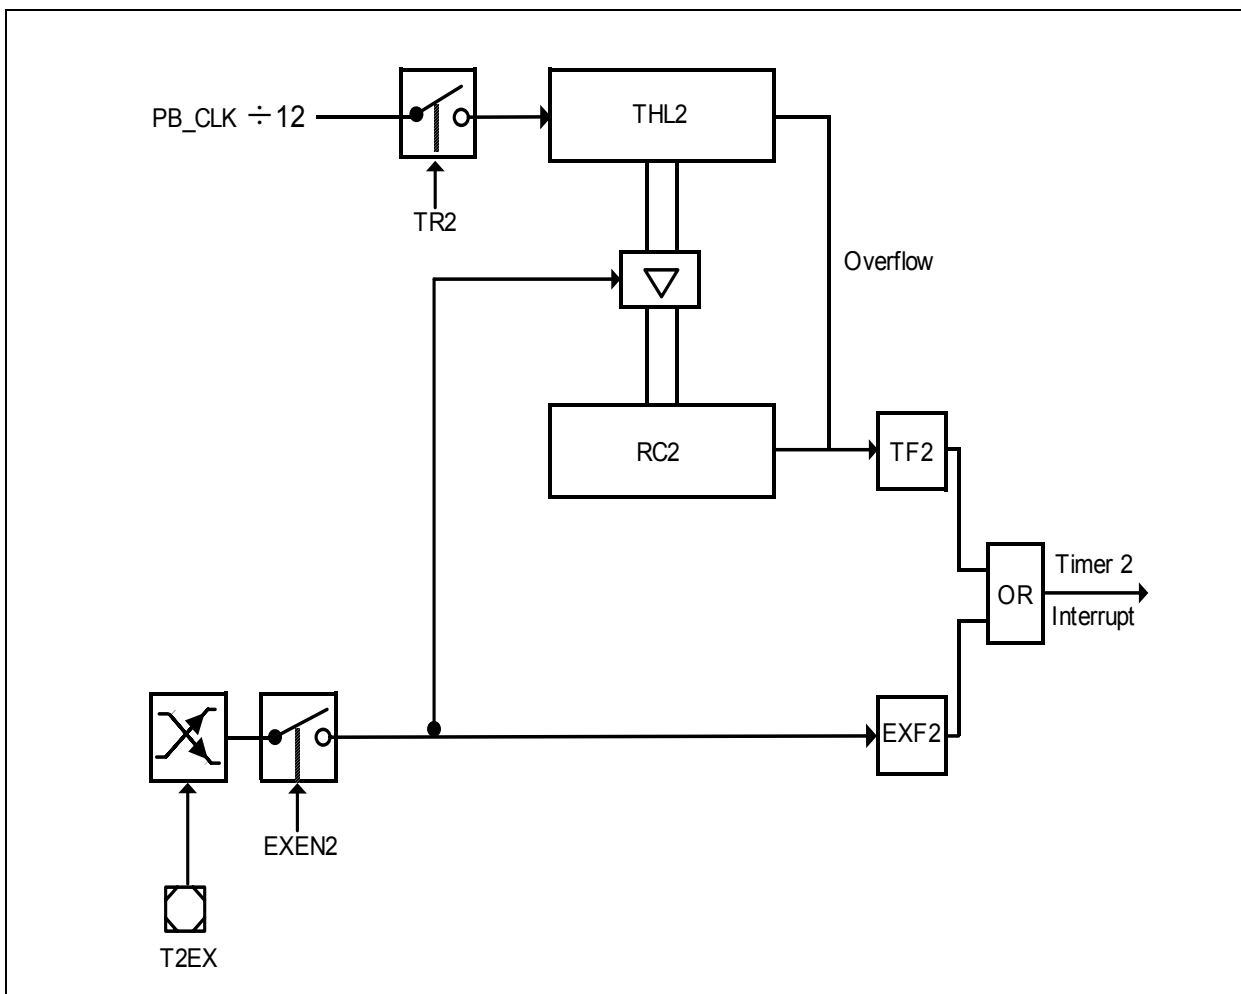 PB_CLK ÷12
THL2
TR2
Overflow
RC2
TF2
Timer 2
OR
Interrupt
EXF2
EXEN2
T2EX